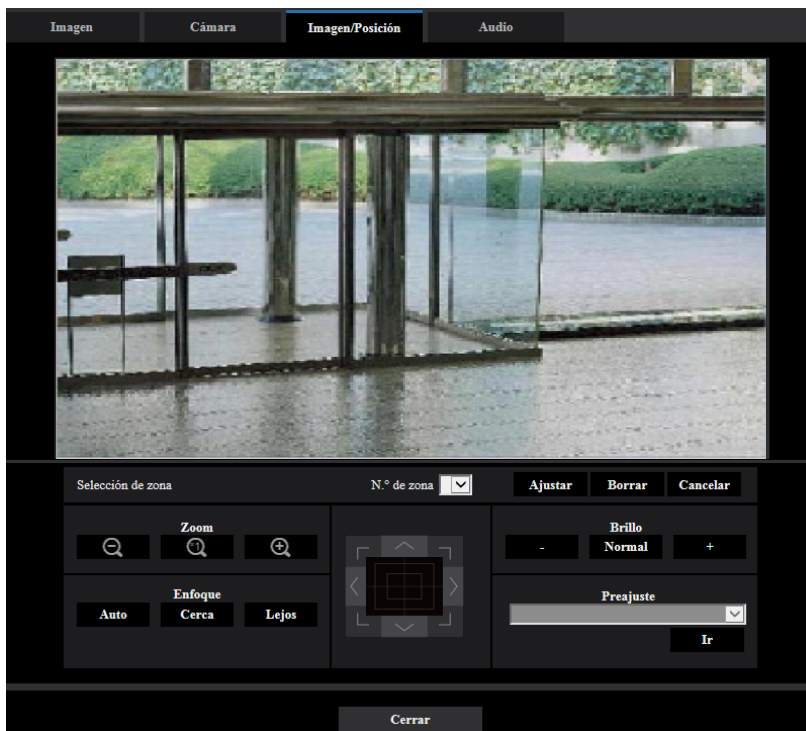 Imagen Cámara Imagen/Posición Audio
Selección de zona N.º de zona Ajustar Borrar Cancelar
Zoom
x1
Brillo
- Normal +
Enfoque
Auto Cerca Lejos
Preajuste
Ir
Cerrar